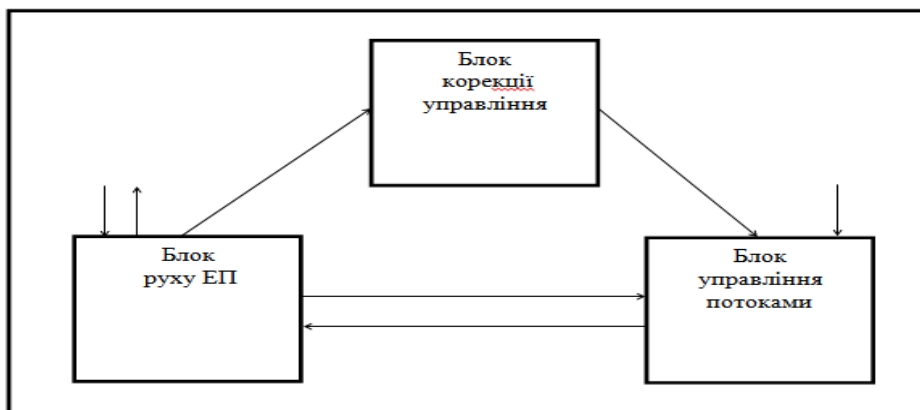 Блок
корекції
управління
Блок
руху ЕП
Блок
управління
потоками